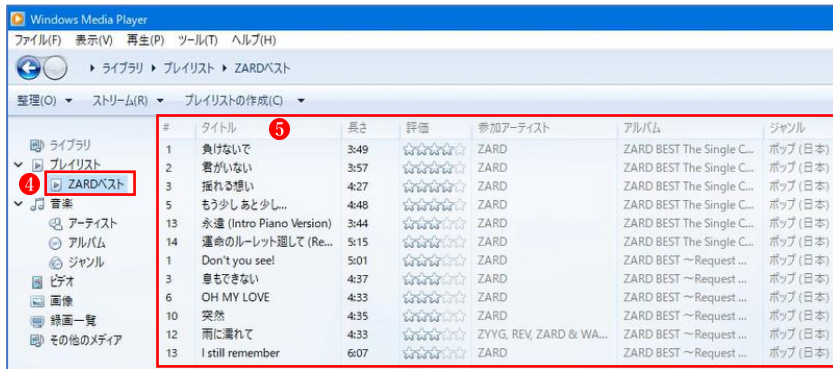 Windows Media Player
ファイル(F) 表示(V) 再生(P) ツール(T) ヘルプ(H)
ライブラリ ▸ プレイリスト ▸ ZARDベスト
整理(O) ストリーム(R) プレイリストの作成(C)
# タイトル 5 長さ 評価 参加アーティスト アルバム ジャンル
ライブラリ
プレイリスト
4 ZARDベスト
音楽
アーティスト
アルバム
ジャンル
ビデオ
画像
録画一覧
その他のメディア
1 負けないで 3:49 ZARD ZARD BEST The Single C... ポップ (日本)
2 君がいない 3:57 ZARD ZARD BEST The Single C... ポップ (日本)
3 揺れる想い 4:27 ZARD ZARD BEST The Single C... ポップ (日本)
5 もう少し あと少し... 4:48 ZARD ZARD BEST The Single C... ポップ (日本)
13 永遠 (Intro Piano Version) 3:44 ZARD ZARD BEST The Single C... ポップ (日本)
14 運命のルーレット廻して (Re... 5:15 ZARD ZARD BEST The Single C... ポップ (日本)
1 Don't you see! 5:01 ZARD ZARD BEST ～Request ... ポップ (日本)
3 息もできない 4:37 ZARD ZARD BEST ～Request ... ポップ (日本)
6 OH MY LOVE 4:33 ZARD ZARD BEST ～Request ... ポップ (日本)
10 突然 4:35 ZARD ZARD BEST ～Request ... ポップ (日本)
12 雨に濡れて 4:33 ZYYG, REV, ZARD & WA... ZARD BEST ～Request ... ポップ (日本)
13 I still remember 6:07 ZARD ZARD BEST ～Request ... ポップ (日本)